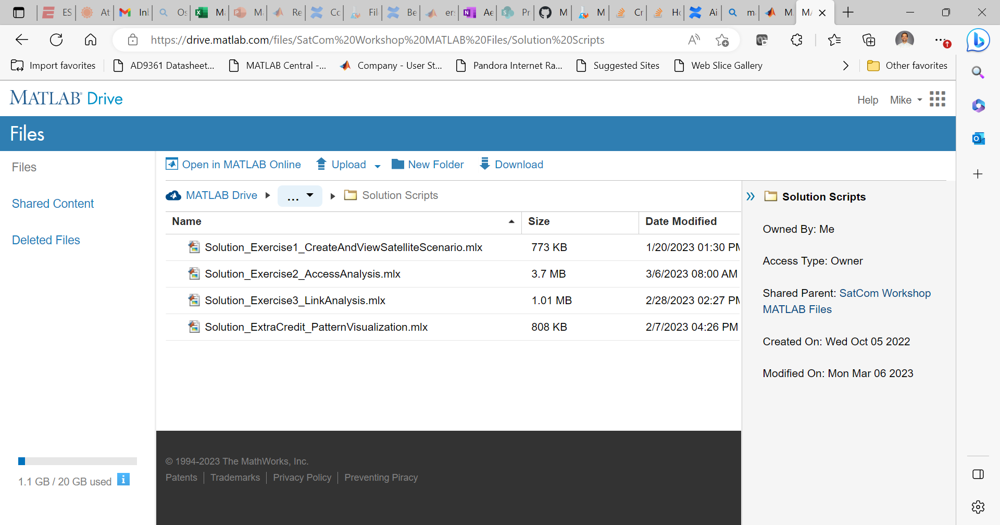 ES At Inl Os Ma Ma Re Cc Fil Be er: Ae Pr M M Cr Hc Ai m M MA
https://drive.matlab.com/files/SatCom%20Workshop%20MATLAB%20Files/Solution%20Scripts
Import favorites AD9361 Datasheet... MATLAB Central -... Company - User St... Pandora Internet Ra... Suggested Sites Web Slice Gallery Other favorites
MATLAB Drive
Help Mike
Files
Files
Shared Content
Deleted Files
Open in MATLAB Online Upload New Folder Download
MATLAB Drive ... Solution Scripts
Name Size Date Modified
Solution_Exercise1_CreateAndViewSatelliteScenario.mlx 773 KB 1/20/2023 01:30 PM
Solution_Exercise2_AccessAnalysis.mlx 3.7 MB 3/6/2023 08:00 AM
Solution_Exercise3_LinkAnalysis.mlx 1.01 MB 2/28/2023 02:27 PM
Solution_ExtraCredit_PatternVisualization.mlx 808 KB 2/7/2023 04:26 PM
Solution Scripts
Owned By: Me
Access Type: Owner
Shared Parent: SatCom Workshop
MATLAB Files
Created On: Wed Oct 05 2022
Modified On: Mon Mar 06 2023
1.1 GB / 20 GB used
© 1994-2023 The MathWorks, Inc.
Patents Trademarks Privacy Policy Preventing Piracy